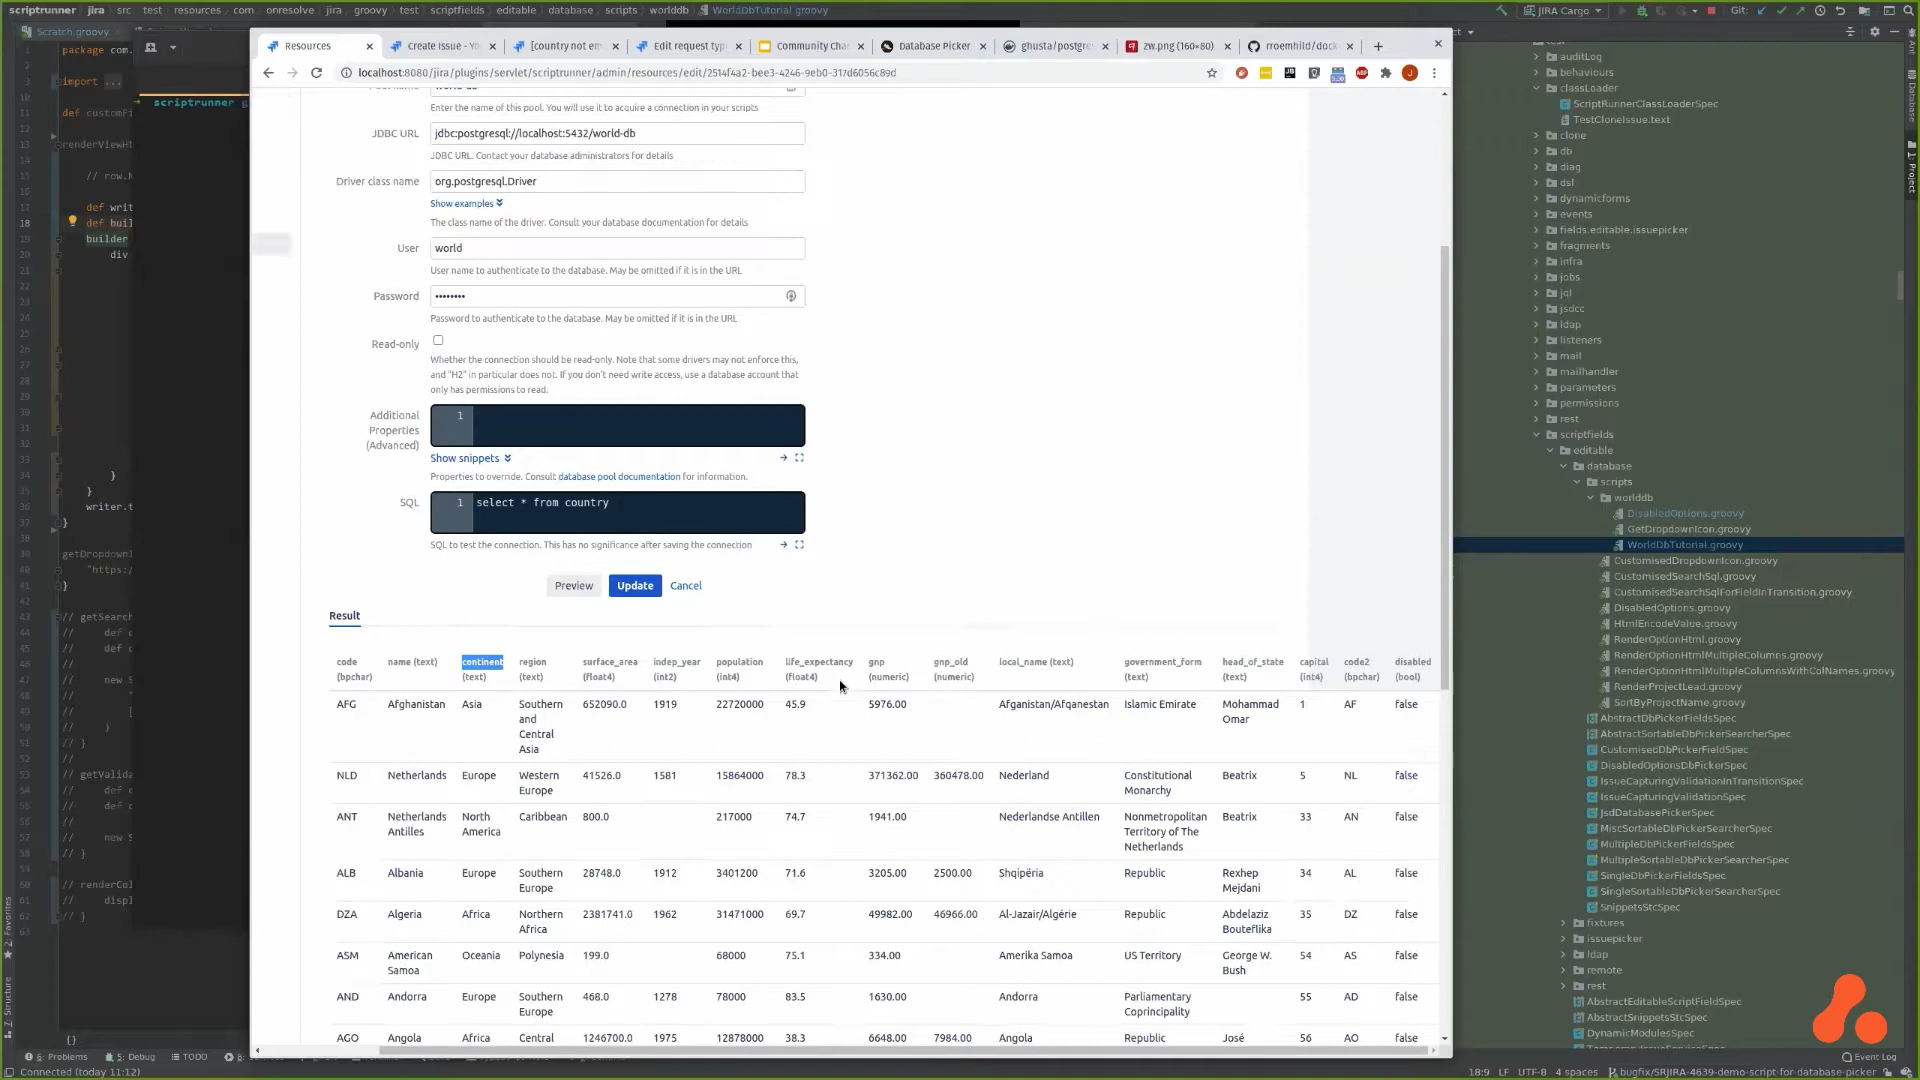 scriptrunner jira src test resources com onresolve jira groovy test scriptfields editable database scripts worlddb WorldDbTutorial groovy
JIRA Cargo Git:
Scratch groovy
Resources
Create Issue - Yo
[country not em
Edit request typ
Community Cha
Database Picker
ghusta/postgre
zw.png (160×80)
rroemhild/dock
localhost:8080/jira/plugins/servlet/scriptrunner/admin/resources/edit/2514f4a2-bee3-4246-9eb0-317d6056c89d
package com.
import ...
def customFi
renderViewHt
// row.N
def writ
def buil
builder
div
}
}
writer.t
}
getDropdownI
"https:/
}
// getSearch
// def c
// def c
//
// new S
// "
// [
// )
// }
//
// getValida
// def c
// def c
//
// new S
// }
// renderCol
// displ
// }
scriptrunner g
Enter the name of this pool. You will use it to acquire a connection in your scripts
JDBC URL
jdbc:postgresql://localhost:5432/world-db
JDBC URL. Contact your database administrators for details
Driver class name
org.postgresql.Driver
Show examples
The class name of the driver. Consult your database documentation for details
User
world
User name to authenticate to the database. May be omitted if it is in the URL
Password
••••••••
Password to authenticate to the database. May be omitted if it is in the URL
Read-only
Whether the connection should be read-only. Note that some drivers may not enforce this,
and "H2" in particular does not. If you don't need write access, use a database account that
only has permissions to read.
Additional
Properties
(Advanced)
1
Show snippets
Properties to override. Consult database pool documentation for information.
SQL
1 select * from country
SQL to test the connection. This has no significance after saving the connection
Preview Update Cancel
Result
code (bpchar) name (text) continent (text) region (text) surface_area (float4) indep_year (int2) population (int4) life_expectancy (float4) gnp (numeric) gnp_old (numeric) local_name (text) government_form (text) head_of_state (text) capital (int4) code2 (bpchar) disabled (bool)
AFG Afghanistan Asia Southern and Central Asia 652090.0 1919 22720000 45.9 5976.00 Afganistan/Afqanestan Islamic Emirate Mohammad Omar 1 AF false
NLD Netherlands Europe Western Europe 41526.0 1581 15864000 78.3 371362.00 360478.00 Nederland Constitutional Monarchy Beatrix 5 NL false
ANT Netherlands Antilles North America Caribbean 800.0 217000 74.7 1941.00 Nederlandse Antillen Nonmetropolitan Territory of The Netherlands Beatrix 33 AN false
ALB Albania Europe Southern Europe 28748.0 1912 3401200 71.6 3205.00 2500.00 Shqipëria Republic Rexhep Mejdani 34 AL false
DZA Algeria Africa Northern Africa 2381741.0 1962 31471000 69.7 49982.00 46966.00 Al-Jazair/Algérie Republic Abdelaziz Bouteflika 35 DZ false
ASM American Samoa Oceania Polynesia 199.0 68000 75.1 334.00 Amerika Samoa US Territory George W. Bush 54 AS false
AND Andorra Europe Southern Europe 468.0 1278 78000 83.5 1630.00 Andorra Parliamentary Coprincipality 55 AD false
AGO Angola Africa Central 1246700.0 1975 12878000 38.3 6648.00 7984.00 Angola Republic José 56 AO false
auditLog
behaviours
classLoader
ScriptRunnerClassLoaderSpec
TestCloneIssue.text
clone
db
diag
dsl
dynamicforms
events
fields.editable.issuepicker
fragments
infra
jobs
jql
jsdcc
ldap
listeners
mail
mailhandler
parameters
permissions
rest
scriptfields
editable
database
scripts
worlddb
DisabledOptions.groovy
GetDropdownIcon.groovy
WorldDbTutorial.groovy
CustomisedDropdownIcon.groovy
CustomisedSearchSql.groovy
CustomisedSearchSqlForFieldInTransition.groovy
DisabledOptions.groovy
HtmlEncodeValue.groovy
RenderOptionHtml.groovy
RenderOptionHtmlMultipleColumns.groovy
RenderOptionHtmlMultipleColumnsWithColNames.groovy
RenderProjectLead.groovy
SortByProjectName.groovy
AbstractDbPickerFieldsSpec
AbstractSortableDbPickerSearcherSpec
CustomisedDbPickerFieldSpec
DisabledOptionsDbPickerSpec
IssueCapturingValidationInTransitionSpec
IssueCapturingValidationSpec
JsdDatabasePickerSpec
MiscSortableDbPickerSearcherSpec
MultipleDbPickerFieldsSpec
MultipleSortableDbPickerSearcherSpec
SingleDbPickerFieldsSpec
SingleSortableDbPickerSearcherSpec
SnippetsStcSpec
fixtures
issuepicker
ldap
remote
rest
AbstractEditableScriptFieldSpec
AbstractSnippetsStcSpec
DynamicModulesSpec
Ant
Database
1: Project
2: Favorites
7: Structure
{}
6: Problems 5: Debug TODO
Event Log
Connected (today 11:12)
18:9 LF UTF-8 4 spaces bugfix/SRJIRA-4639-demo-script-for-database-picker